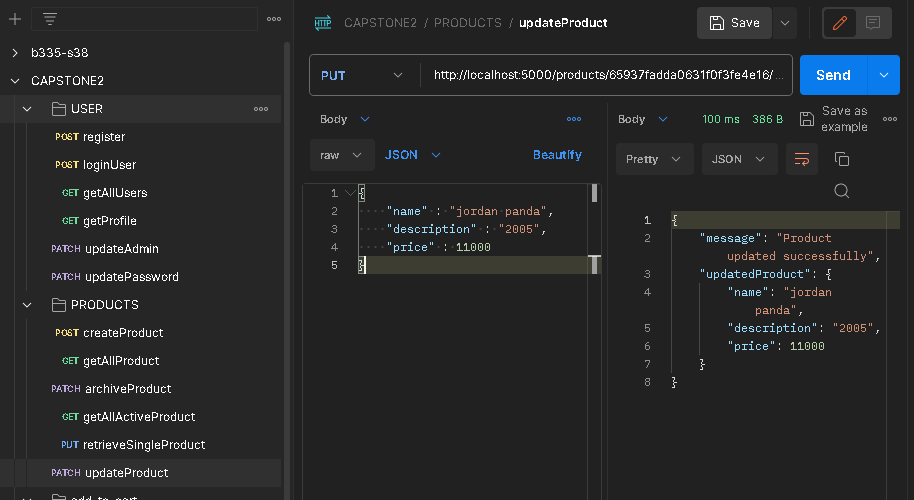 b335-s38
CAPSTONE2
USER
POST register
POST loginUser
GET getAllUsers
GET getProfile
PATCH updateAdmin
PATCH updatePassword
PRODUCTS
POST createProduct
GET getAllProduct
PATCH archiveProduct
GET getAllActiveProduct
PUT retrieveSingleProduct
PATCH updateProduct
add-to-cart
HTTP CAPSTONE2 / PRODUCTS / updateProduct
Save
PUT http://localhost:5000/products/65937fadda0631f0f3fe4e16/...
Send
Body
raw JSON Beautify
1 {
2 "name" : "jordan panda",
3 "description" : "2005",
4 "price" : 11000
5 }
Body 100 ms 386 B Save as
example
Pretty JSON
1 {
2 "message": "Product
updated successfully",
3 "updatedProduct": {
4 "name": "jordan
panda",
5 "description": "2005",
6 "price": 11000
7 }
8 }